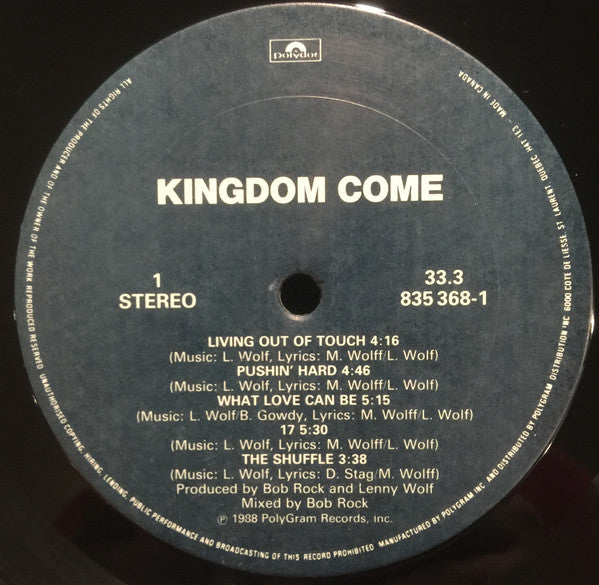 polydor
KINGDOM COME
1
STEREO
33.3
835 368-1
LIVING OUT OF TOUCH 4:16
(Music: L. Wolf, Lyrics: M. Wolff/L. Wolf)
PUSHIN' HARD 4:46
(Music: L. Wolf, Lyrics: M. Wolff/L. Wolf)
WHAT LOVE CAN BE 5:15
(Music: L. Wolf/B. Gowdy, Lyrics: M. Wolff/L. Wolf)
17 5:30
(Music: L. Wolf, Lyrics: M. Wolff/L. Wolf)
THE SHUFFLE 3:38
(Music: L. Wolf, Lyrics: D. Stag/M. Wolff)
Produced by Bob Rock and Lenny Wolf
Mixed by Bob Rock
℗ 1988 PolyGram Records, Inc.
ALL RIGHTS OF THE PRODUCER AND OF THE OWNER OF THE WORK REPRODUCED RESERVED. UNAUTHORISED COPYING, HIRING, LENDING, PUBLIC PERFORMANCE AND BROADCASTING OF THIS RECORD PROHIBITED MANUFACTURED BY POLYGRAM INC AND DISTRIBUTED BY POLYGRAM DISTRIBUTION INC 6000 COTE DE LIESSE, ST LAURENT QUEBEC H4T 1E3 - MADE IN CANADA